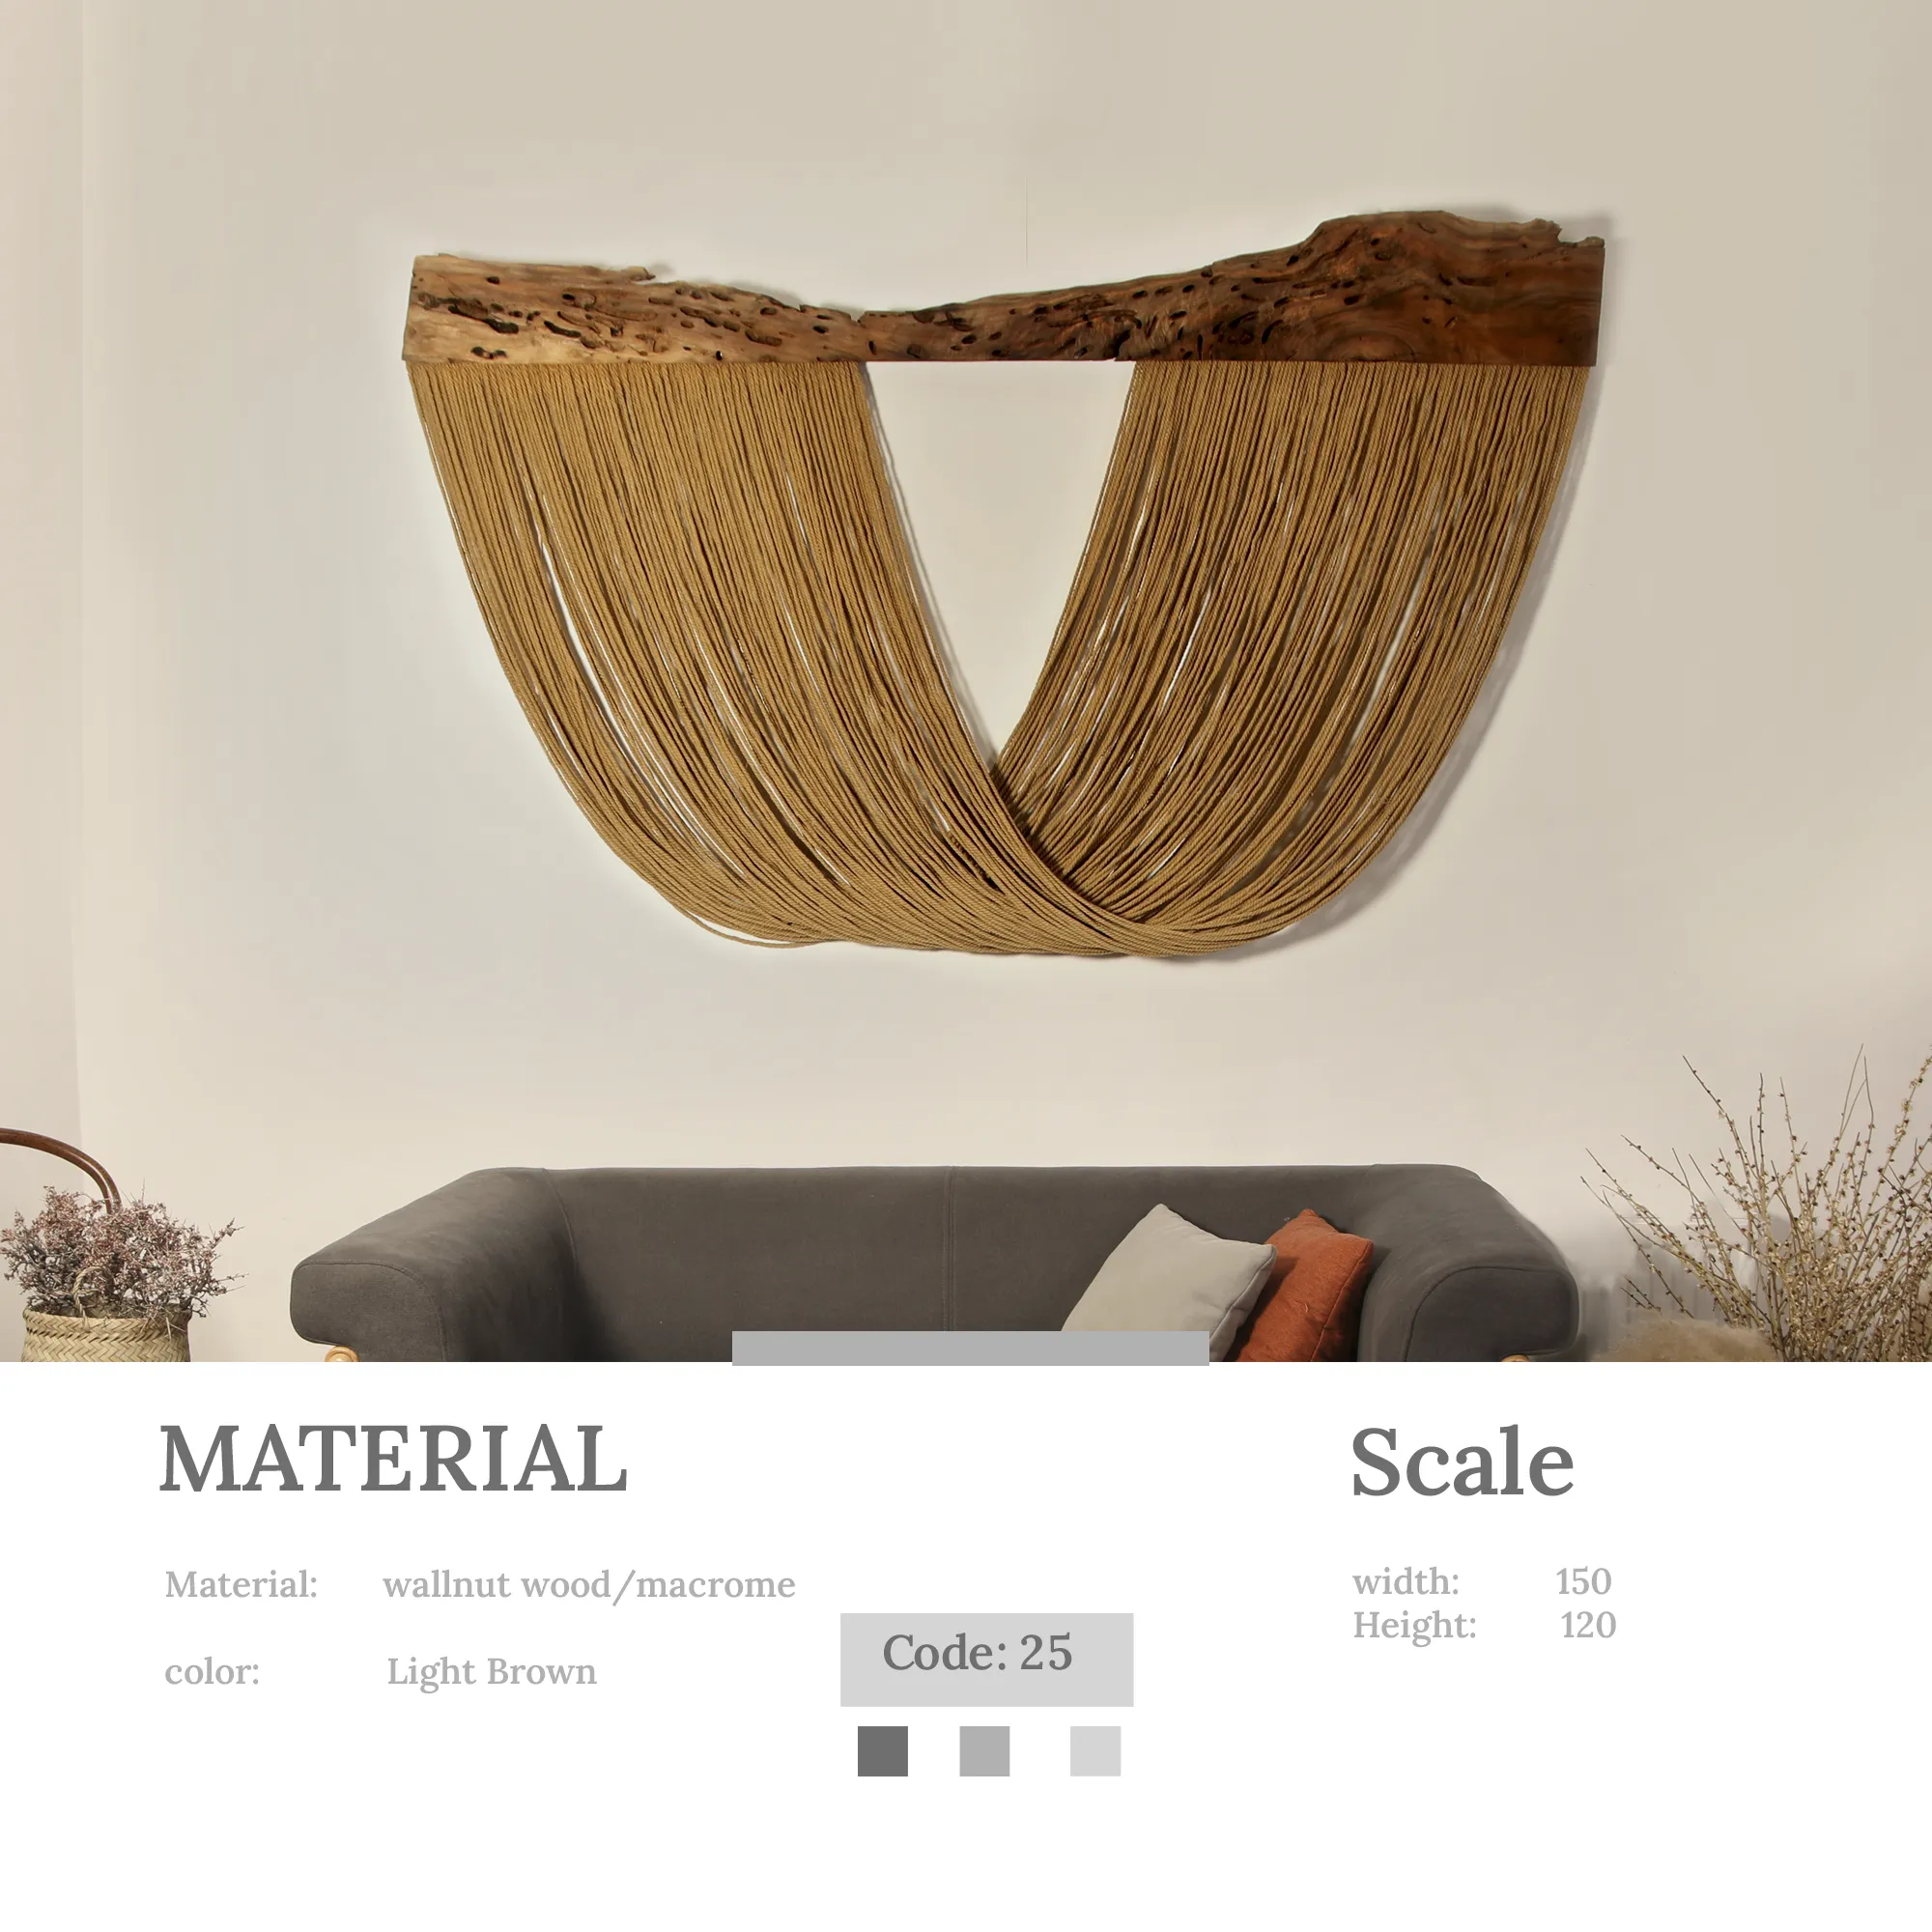 MATERIAL
Material: wallnut wood/macrome
color: Light Brown
Code: 25
Scale
width: 150
Height: 120